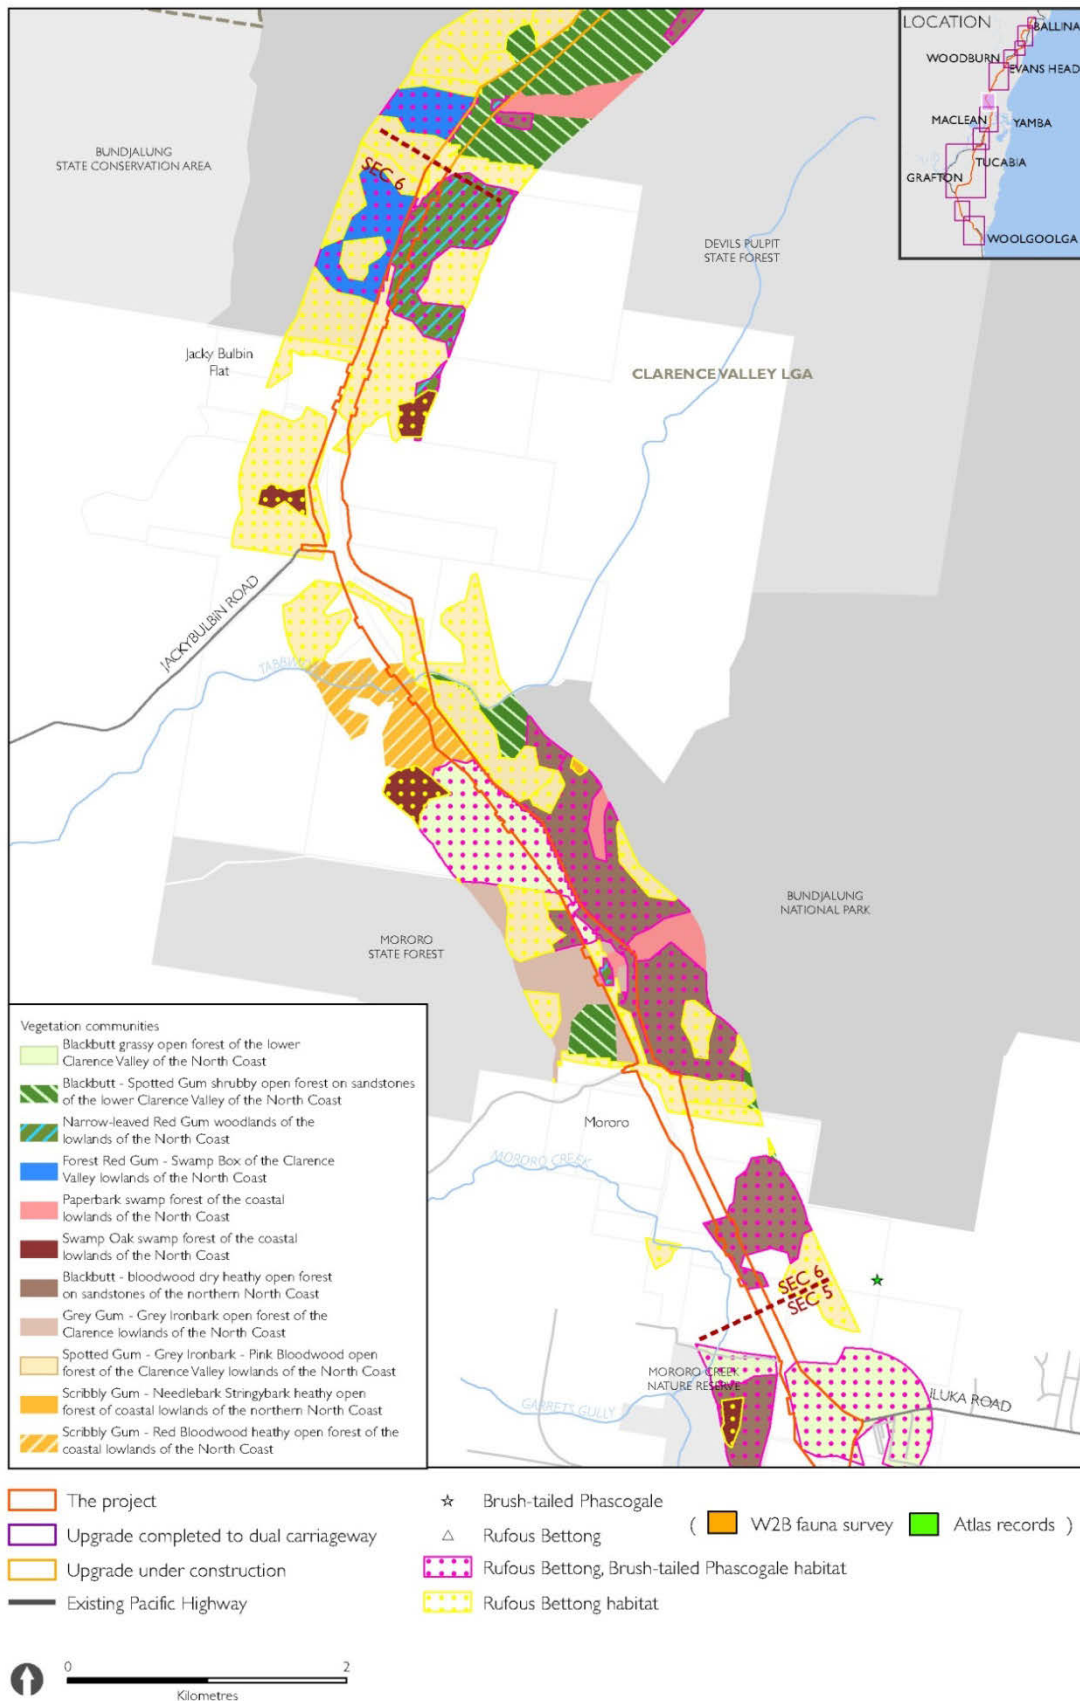 LOCATION
BALLINA
WOODBURN
EVANS HEAD
MACLEAN
YAMBA
TUCABIA
GRAFTON
WOOLGOOLGA
BUNDJALUNG
STATE CONSERVATION AREA
SEC 6
DEVILS PULPIT
STATE FOREST
Jacky Bulbin
Flat
CLARENCE VALLEY LGA
JACKYBULBIN ROAD
BUNDJALUNG
NATIONAL PARK
MORORO
STATE FOREST
Mororo
MORORO CREEK
SEC 6
SEC 5
MORORO CREEK
NATURE RESERVE
GARRETS GULLY
ILUKA ROAD
Vegetation communities
Blackbutt grassy open forest of the lower
Clarence Valley of the North Coast
Blackbutt - Spotted Gum shrubby open forest on sandstones
of the lower Clarence Valley of the North Coast
Narrow-leaved Red Gum woodlands of the
lowlands of the North Coast
Forest Red Gum - Swamp Box of the Clarence
Valley lowlands of the North Coast
Paperbark swamp forest of the coastal
lowlands of the North Coast
Swamp Oak swamp forest of the coastal
lowlands of the North Coast
Blackbutt - bloodwood dry heathy open forest
on sandstones of the northern North Coast
Grey Gum - Grey Ironbark open forest of the
Clarence lowlands of the North Coast
Spotted Gum - Grey Ironbark - Pink Bloodwood open
forest of the Clarence Valley lowlands of the North Coast
Scribbly Gum - Needlebark Stringybark heathy open
forest of coastal lowlands of the northern North Coast
Scribbly Gum - Red Bloodwood heathy open forest of the
coastal lowlands of the North Coast
The project
Upgrade completed to dual carriageway
Upgrade under construction
Existing Pacific Highway
Brush-tailed Phascogale
Rufous Bettong
( W2B fauna survey Atlas records )
Rufous Bettong, Brush-tailed Phascogale habitat
Rufous Bettong habitat
0 2
Kilometres